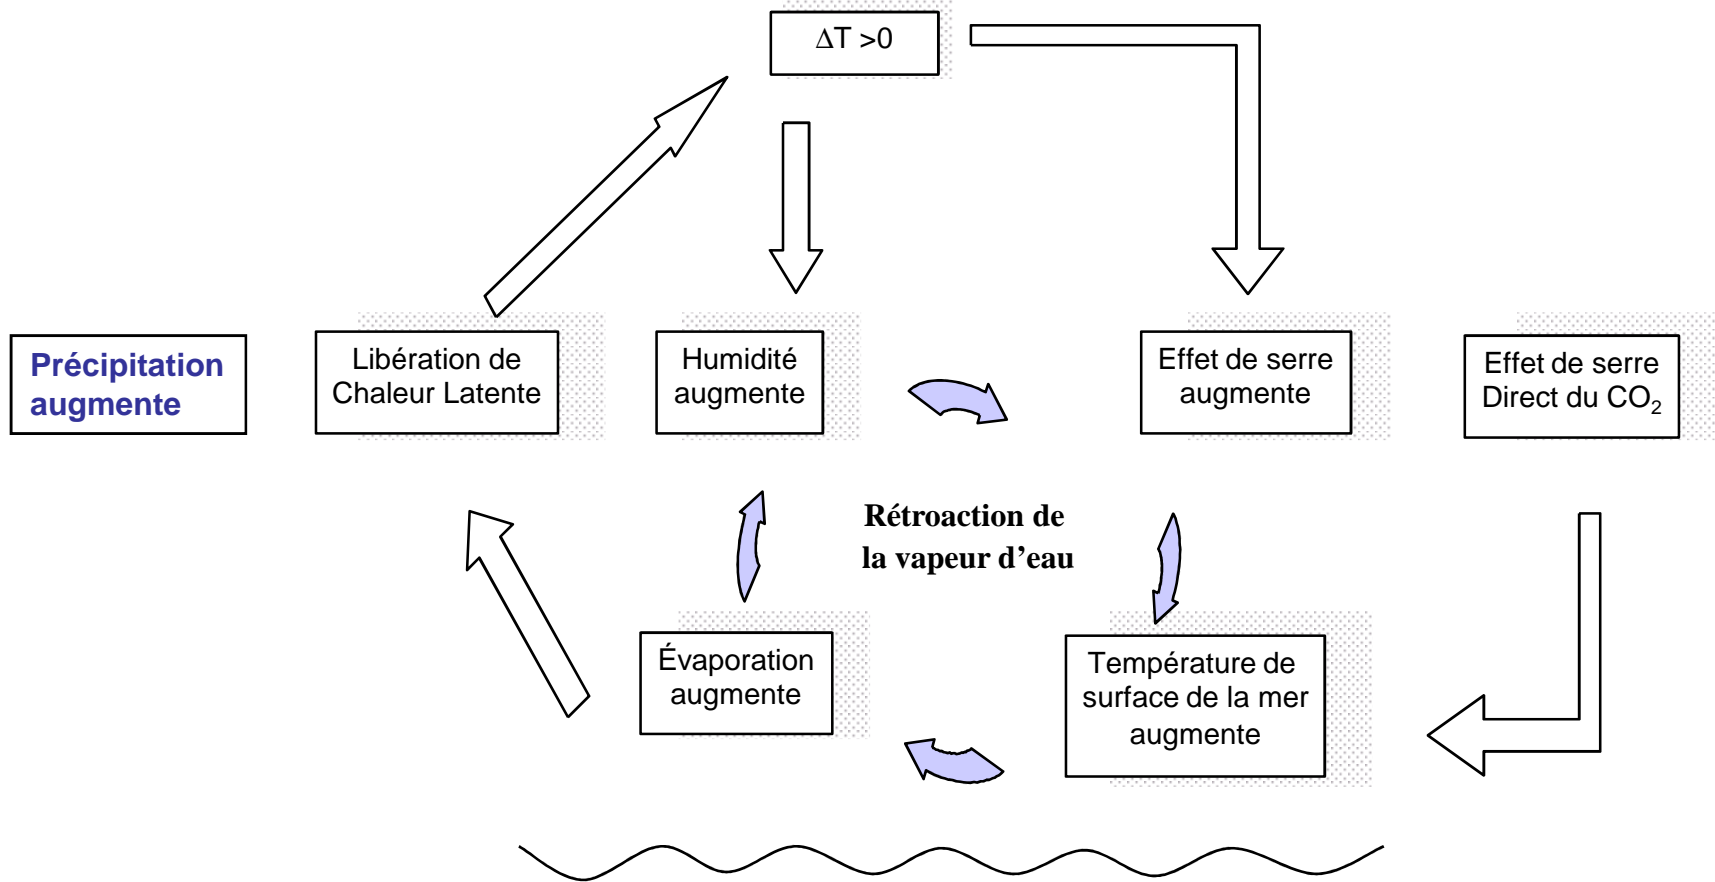 ΔT >0
Précipitation
augmente
Libération de
Chaleur Latente
Humidité
augmente
Effet de serre
augmente
Effet de serre
Direct du CO₂
Rétroaction de
la vapeur d’eau
Évaporation
augmente
Température de
surface de la mer
augmente